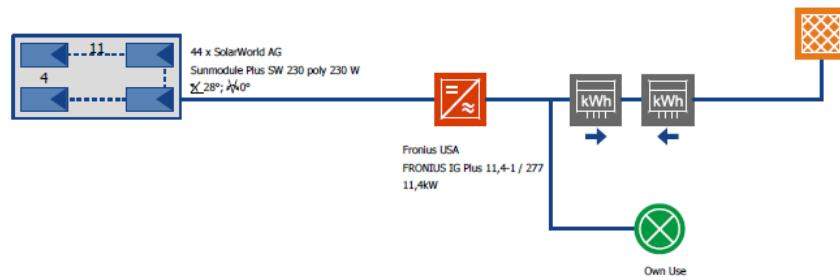 11
4
44 x SolarWorld AG
Sunmodule Plus SW 230 poly 230 W
28°; 0°
Fronius USA
FRONIUS IG Plus 11,4-1 / 277
11,4kW
kWh
kWh
Own Use